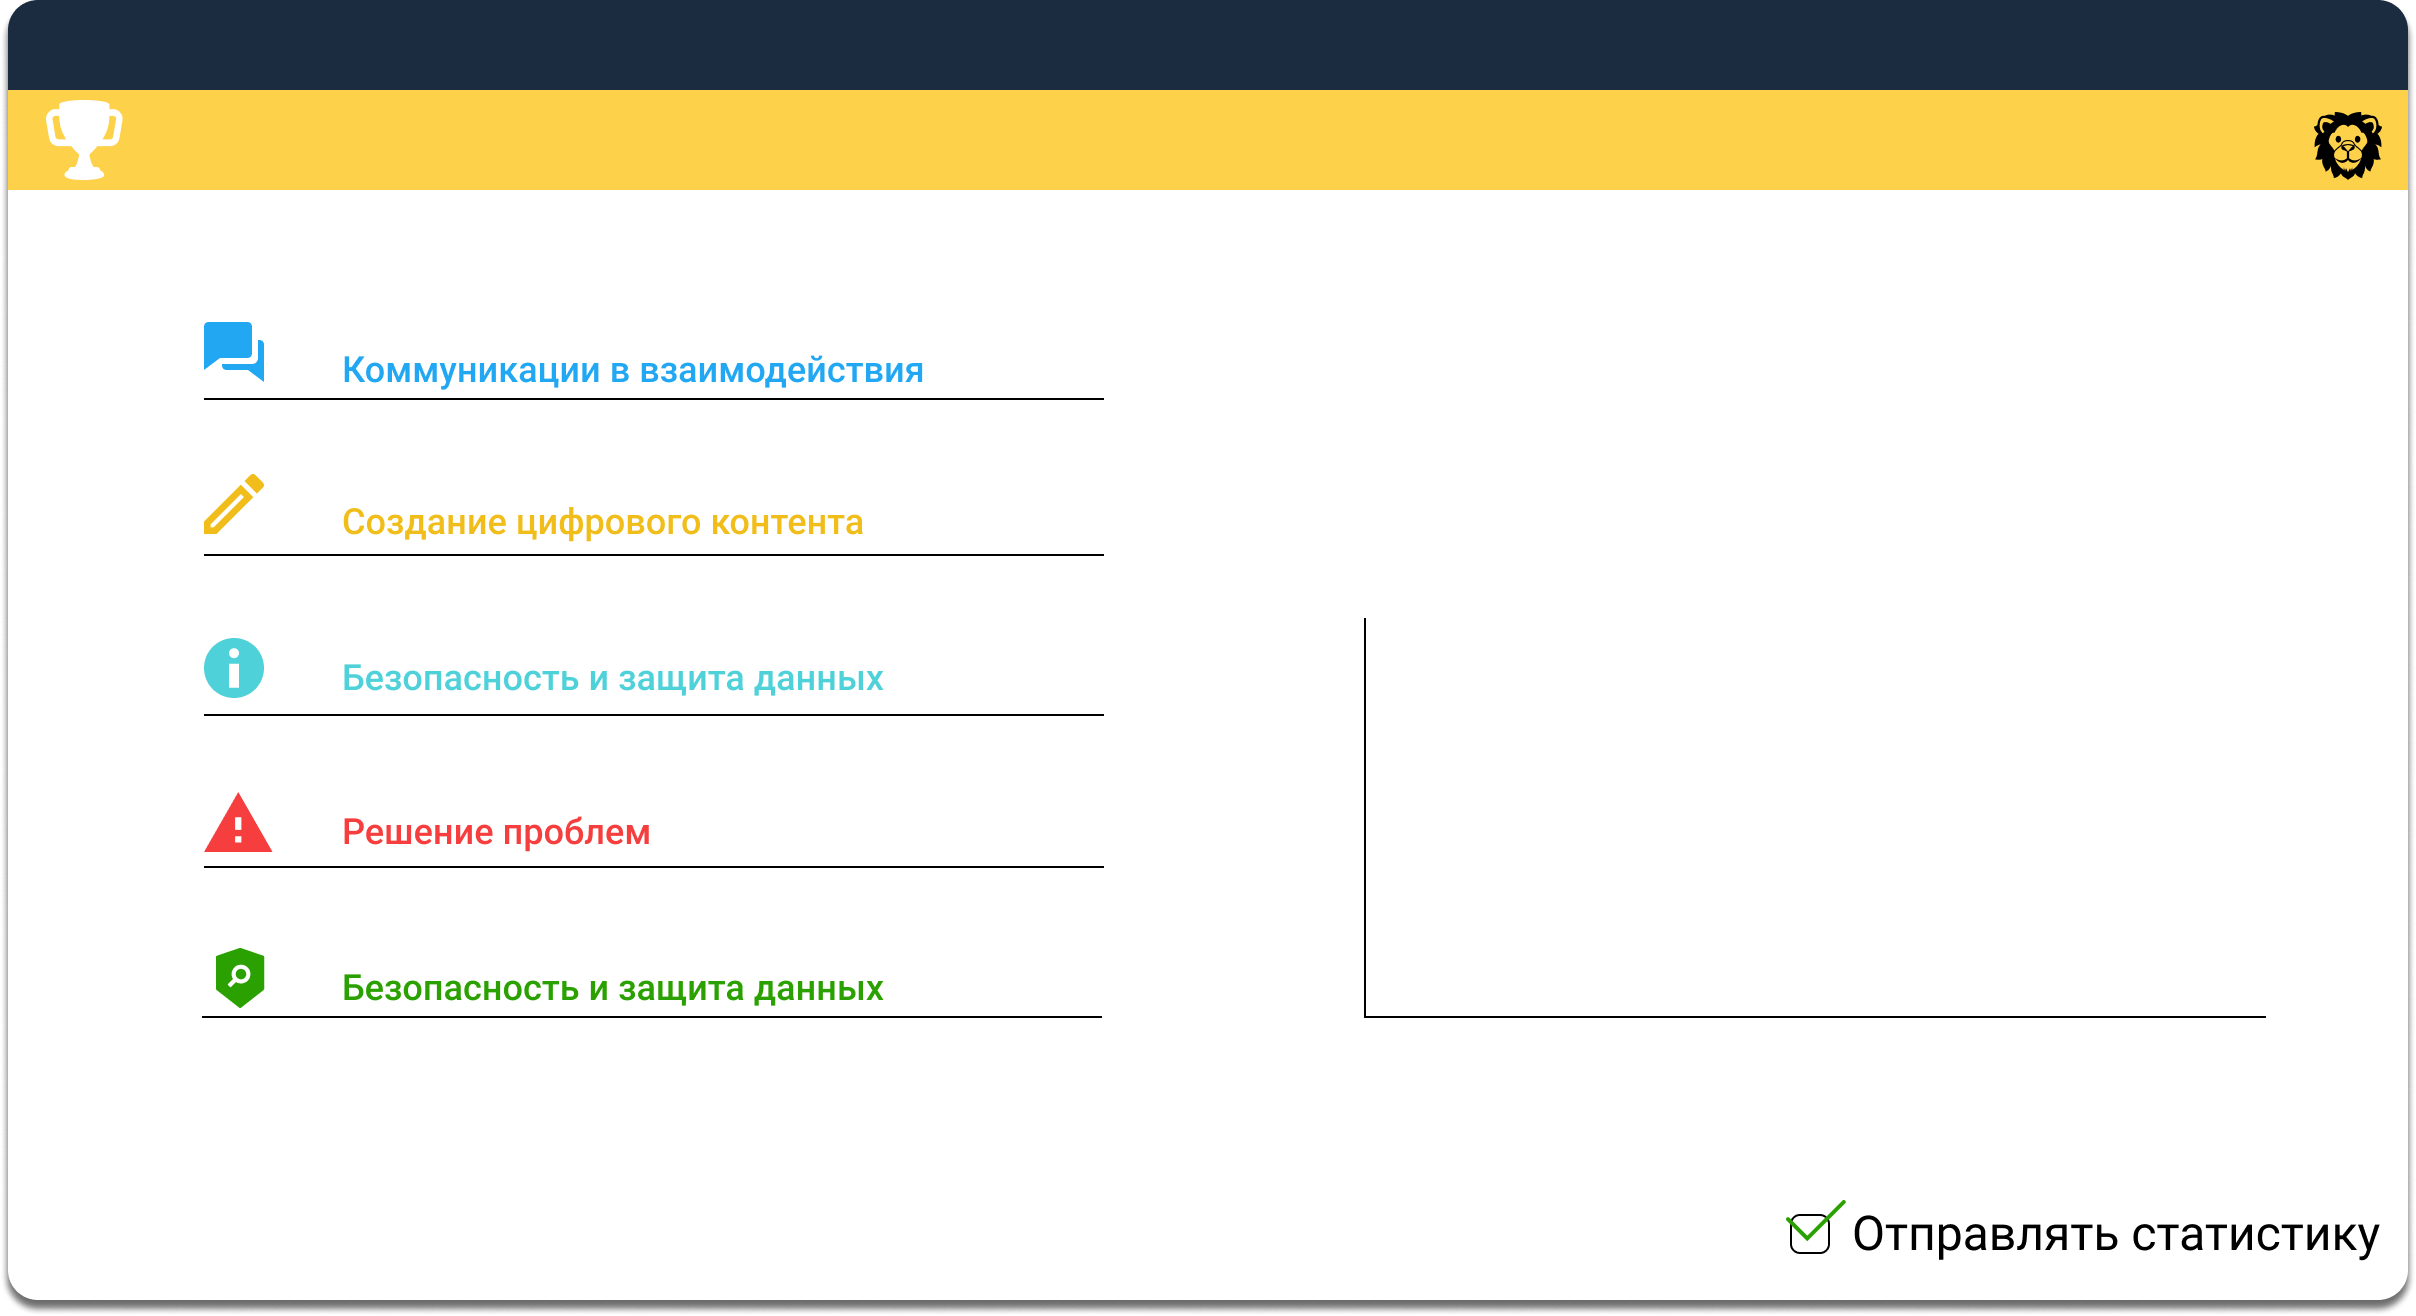 Коммуникации в взаимодействия
Создание цифрового контента
Безопасность и защита данных
Решение проблем
Безопасность и защита данных
Отправлять статистику